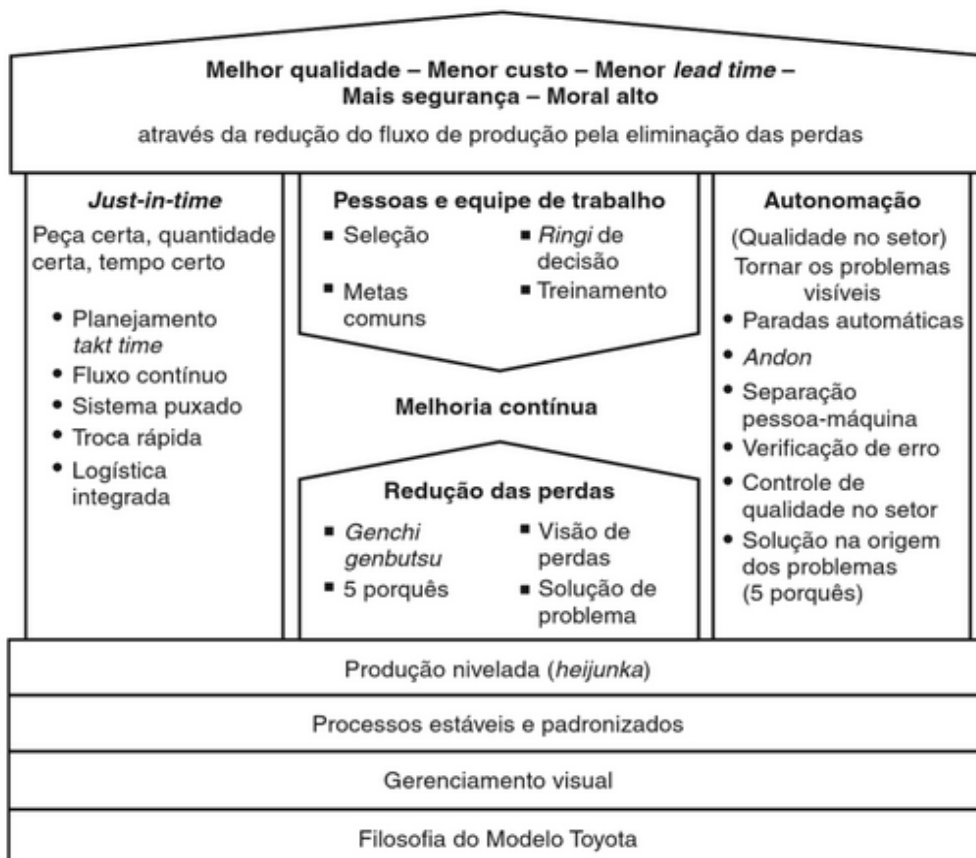 Melhor qualidade – Menor custo – Menor lead time –
Mais segurança – Moral alto
através da redução do fluxo de produção pela eliminação das perdas
Just-in-time
Peça certa, quantidade
certa, tempo certo
• Planejamento
takt time
• Fluxo contínuo
• Sistema puxado
• Troca rápida
• Logística
integrada
Pessoas e equipe de trabalho
▪ Seleção
▪ Ringi de
decisão
▪ Metas
comuns
▪ Treinamento
Melhoria contínua
Redução das perdas
▪ Genchi
genbutsu
▪ Visão de
perdas
▪ 5 porquês
▪ Solução de
problema
Autonomação
(Qualidade no setor)
Tornar os problemas
visíveis
• Paradas automáticas
• Andon
• Separação
pessoa-máquina
• Verificação de erro
• Controle de
qualidade no setor
• Solução na origem
dos problemas
(5 porquês)
Produção nivelada (heijunka)
Processos estáveis e padronizados
Gerenciamento visual
Filosofia do Modelo Toyota